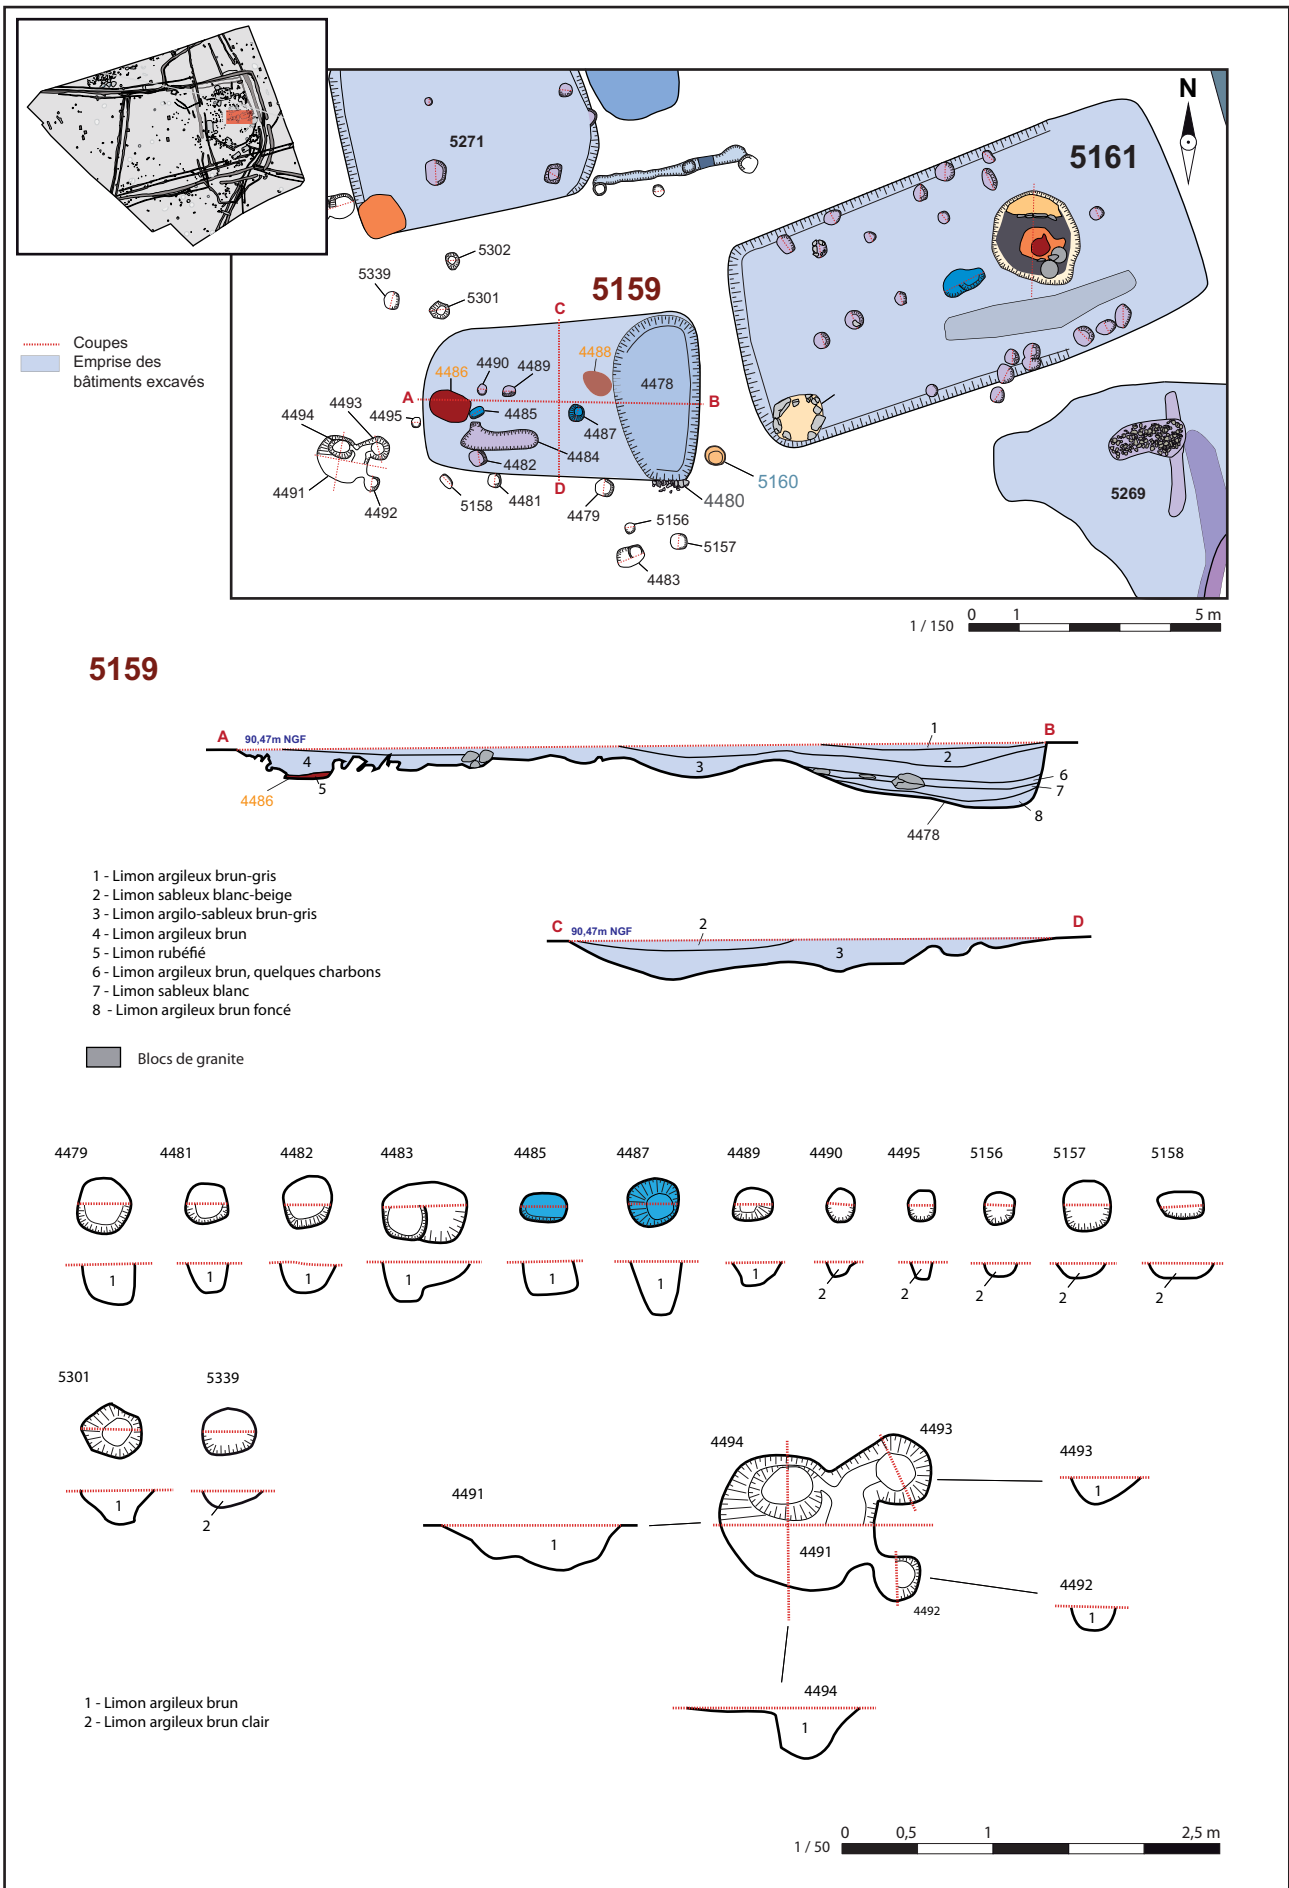 N
5271
5161
5302
5339
5301
5159
C
Coupes
Emprise des
bâtiments excavés
4490
4489
4488
4486
4478
A
B
4493
4495
4485
4494
4487
4482
4484
5160
4491
4492
5158
4481
D
4479
4480
5156
5157
4483
5269
1 / 150
0 1 5 m
5159
A
90,47m NGF
1
B
4
2
3
6
5
7
4486
8
4478
1 - Limon argileux brun-gris
2 - Limon sableux blanc-beige
3 - Limon argilo-sableux brun-gris
4 - Limon argileux brun
5 - Limon rubéfié
6 - Limon argileux brun, quelques charbons
7 - Limon sableux blanc
8 - Limon argileux brun foncé
C
90,47m NGF
2
D
3
Blocs de granite
4479 4481 4482 4483 4485 4487 4489 4490 4495 5156 5157 5158
1 1 1 1 1 1 1 2 2 2 2 2
5301 5339
1 2
4491
1
4494
4493
4491
4492
4493
1
4492
1
4494
1
1 - Limon argileux brun
2 - Limon argileux brun clair
1 / 50
0 0,5 1 2,5 m